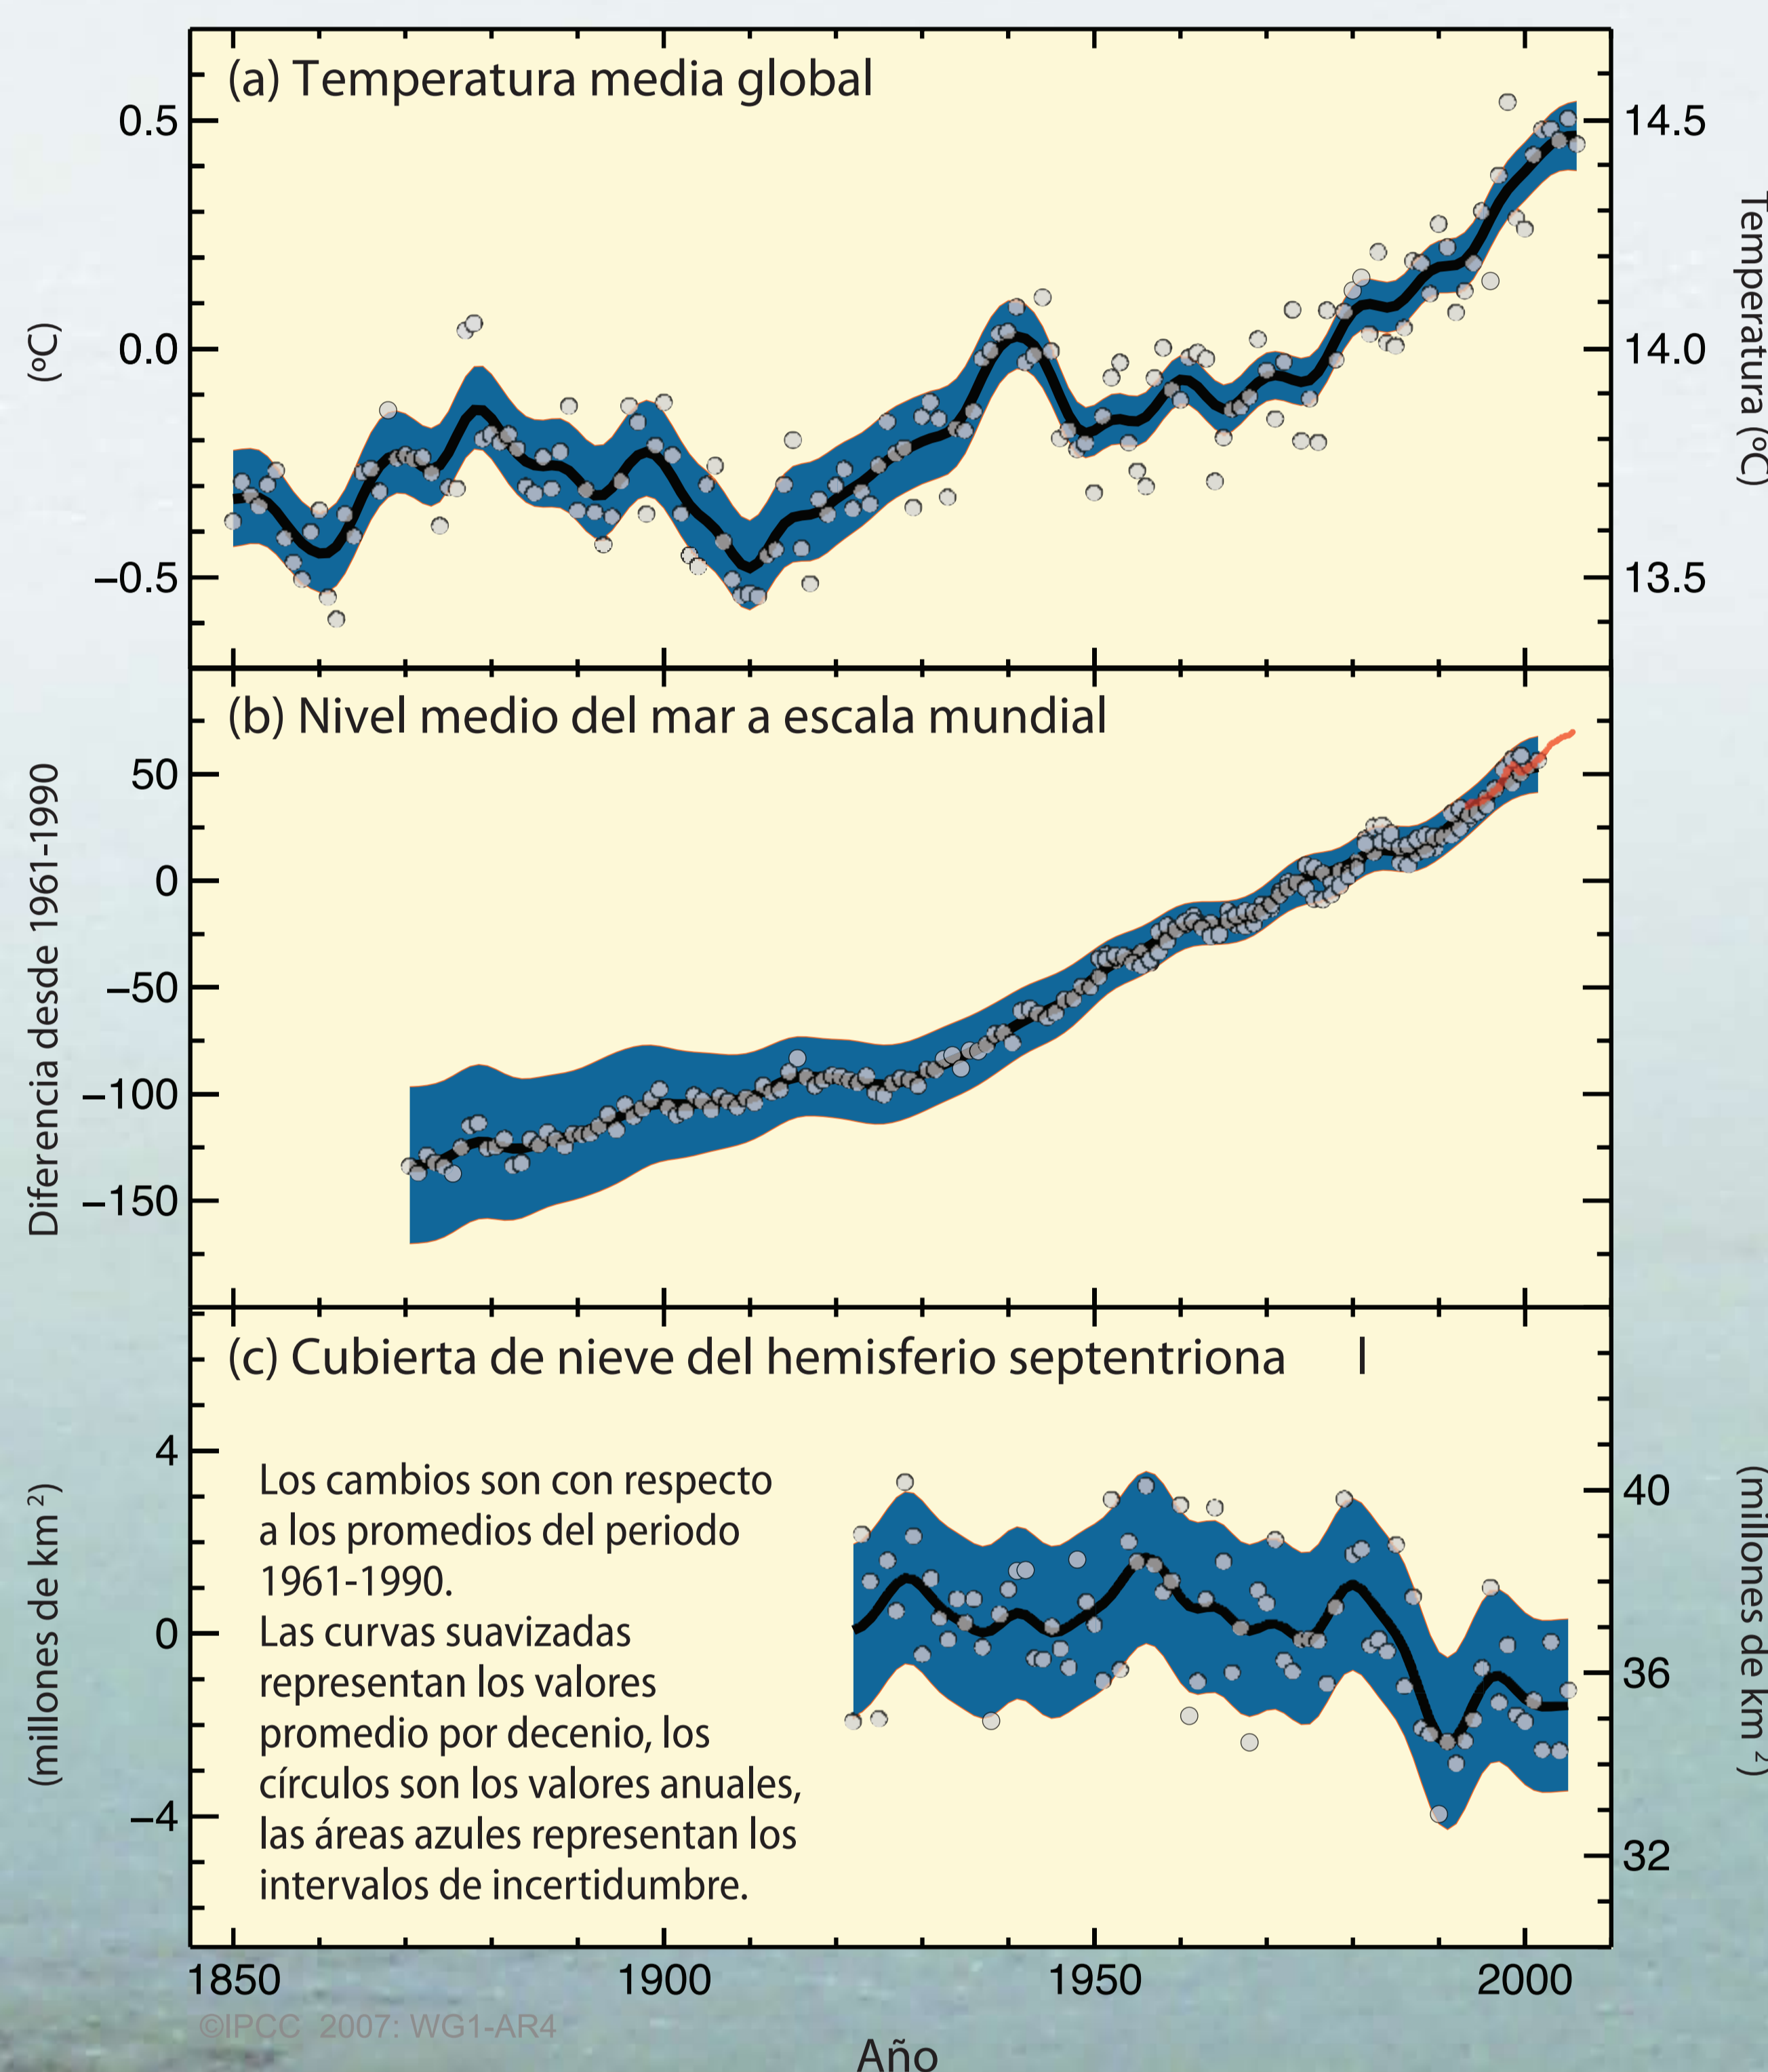 (a) Temperatura media global
0.5
0.0
−0.5
(ºC)
14.5
14.0
13.5
Temperatura (ºC)
(b) Nivel medio del mar a escala mundial
50
0
−50
−100
−150
Diferencia desde 1961-1990
(c) Cubierta de nieve del hemisferio septentriona l
4
0
−4
(millones de km ²)
40
36
32
(millones de km ²)
Los cambios son con respecto
a los promedios del periodo
1961-1990.
Las curvas suavizadas
representan los valores
promedio por decenio, los
círculos son los valores anuales,
las áreas azules representan los
intervalos de incertidumbre.
1850 1900 1950 2000
©IPCC 2007: WG1-AR4
Año